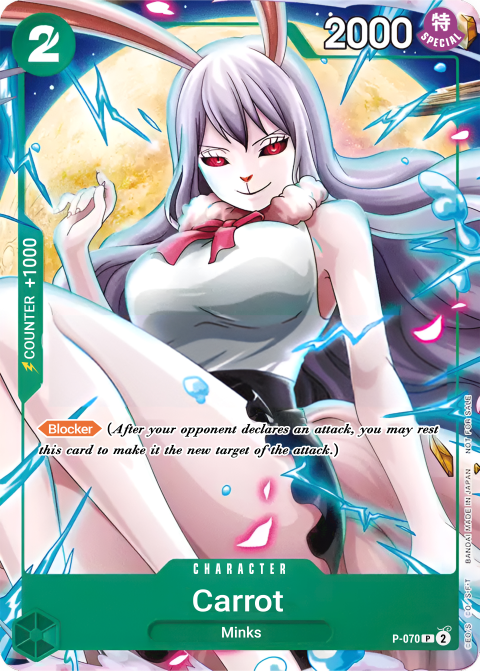 2
2000
特
SPECIAL
COUNTER +1000
Blocker (After your opponent declares an attack, you may rest
this card to make it the new target of the attack.)
CHARACTER
Carrot
Minks
P-070 P 2
BANDAI MADE IN JAPAN NOT FOR SALE